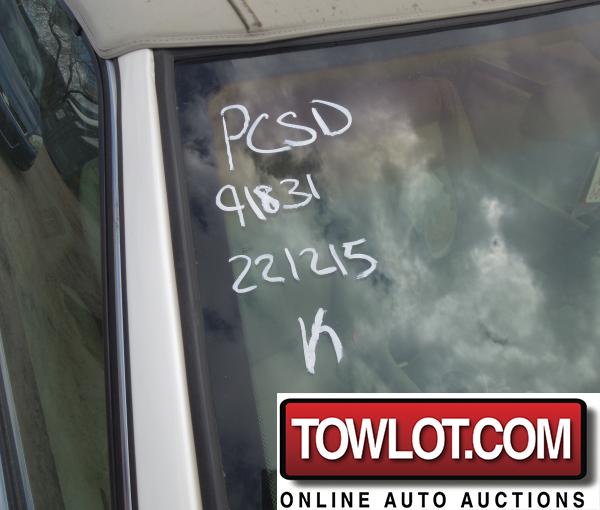 PCSD
91831
221215
K
TOWLOT.COM
ONLINE AUTO AUCTIONS